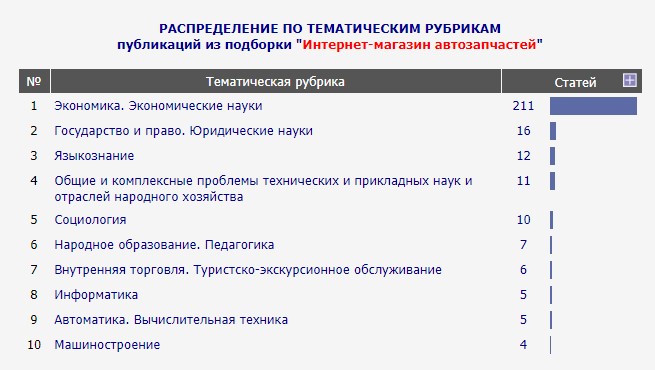 РАСПРЕДЕЛЕНИЕ ПО ТЕМАТИЧЕСКИМ РУБРИКАМ
публикаций из подборки "Интернет-магазин автозапчастей"
№ Тематическая рубрика Статей
1 Экономика. Экономические науки 211
2 Государство и право. Юридические науки 16
3 Языкознание 12
4 Общие и комплексные проблемы технических и прикладных наук и 11
отраслей народного хозяйства
5 Социология 10
6 Народное образование. Педагогика 7
7 Внутренняя торговля. Туристско-экскурсионное обслуживание 6
8 Информатика 5
9 Автоматика. Вычислительная техника 5
10 Машиностроение 4